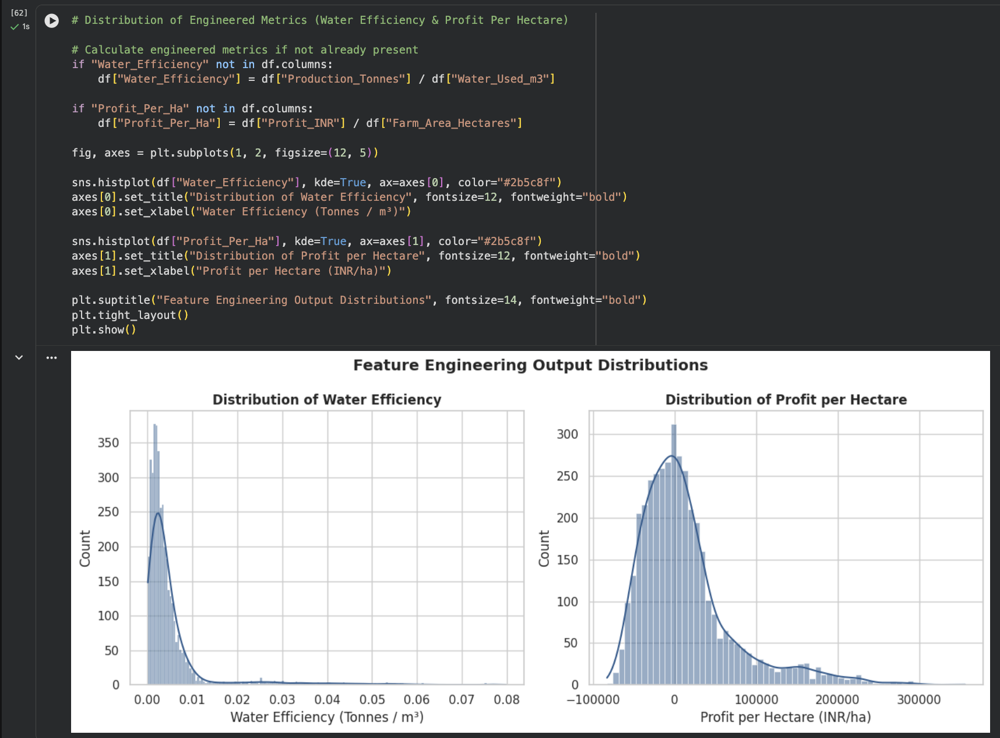 [62]
1s
# Distribution of Engineered Metrics (Water Efficiency & Profit Per Hectare)
# Calculate engineered metrics if not already present
if "Water_Efficiency" not in df.columns:
    df["Water_Efficiency"] = df["Production_Tonnes"] / df["Water_Used_m3"]
if "Profit_Per_Ha" not in df.columns:
    df["Profit_Per_Ha"] = df["Profit_INR"] / df["Farm_Area_Hectares"]
fig, axes = plt.subplots(1, 2, figsize=(12, 5))
sns.histplot(df["Water_Efficiency"], kde=True, ax=axes[0], color="#2b5c8f")
axes[0].set_title("Distribution of Water Efficiency", fontsize=12, fontweight="bold")
axes[0].set_xlabel("Water Efficiency (Tonnes / m³)")
sns.histplot(df["Profit_Per_Ha"], kde=True, ax=axes[1], color="#2b5c8f")
axes[1].set_title("Distribution of Profit per Hectare", fontsize=12, fontweight="bold")
axes[1].set_xlabel("Profit per Hectare (INR/ha)")
plt.suptitle("Feature Engineering Output Distributions", fontsize=14, fontweight="bold")
plt.tight_layout()
plt.show()
Feature Engineering Output Distributions
Distribution of Water Efficiency
350
300
250
200
150
100
50
0
Count
0.00 0.01 0.02 0.03 0.04 0.05 0.06 0.07 0.08
Water Efficiency (Tonnes / m³)
Distribution of Profit per Hectare
300
250
200
150
100
50
0
Count
−100000 0 100000 200000 300000
Profit per Hectare (INR/ha)